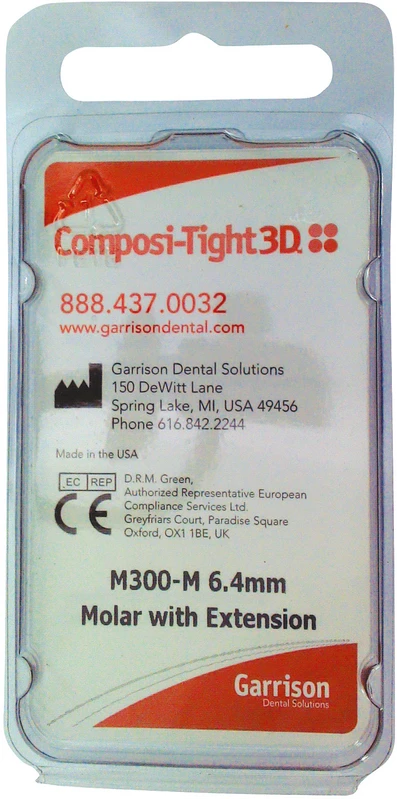 Composi-Tight 3D™
888.437.0032
www.garrisondental.com
Garrison Dental Solutions
150 DeWitt Lane
Spring Lake, MI, USA 49456
Phone 616.842.2244
Made in the USA
EC REP
D.R.M. Green,
Authorized Representative European
Compliance Services Ltd.
Greyfriars Court, Paradise Square
Oxford, OX1 1BE, UK
CE
M300-M 6.4mm
Molar with Extension
Garrison
Dental Solutions